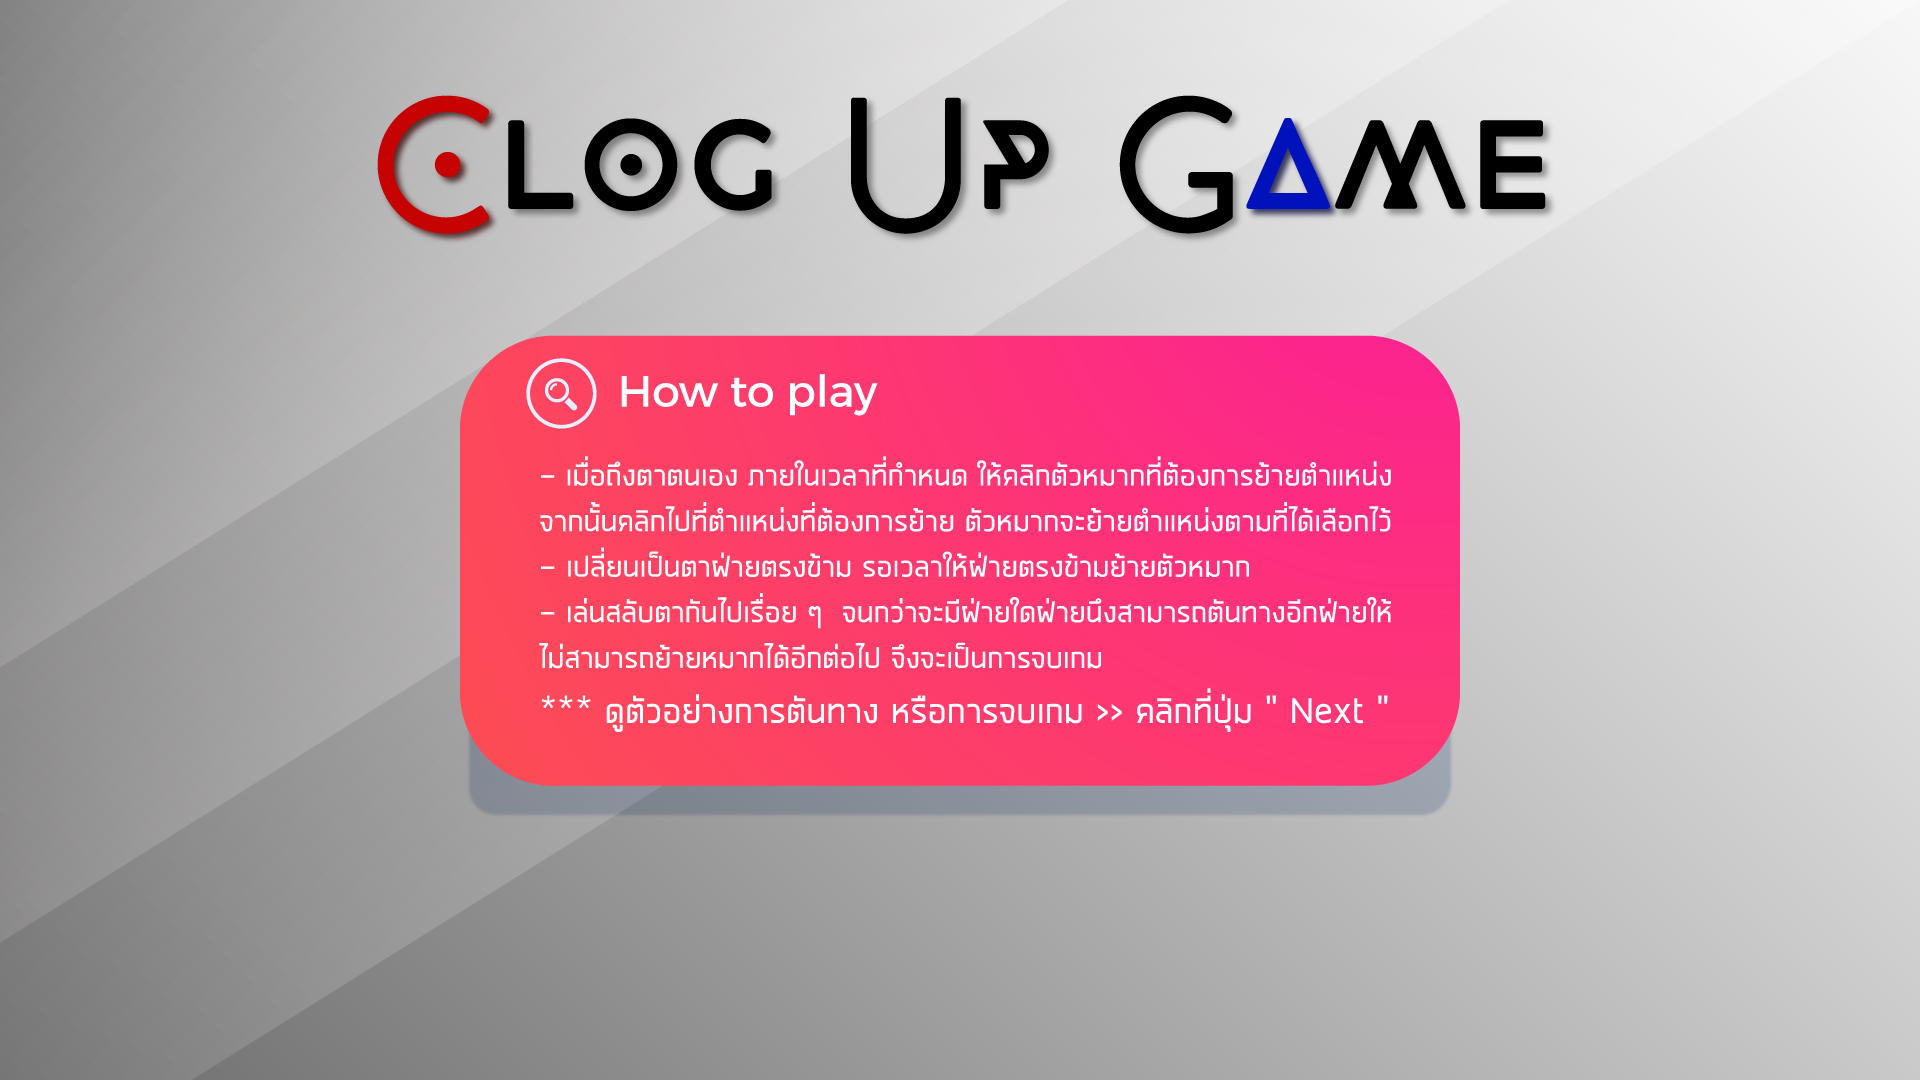 Clog Up Game
How to play
- เมื่อถึงตาตนเอง ภายในเวลาที่กำหนด ให้คลิกตัวหมากที่ต้องการย้ายตำแหน่ง
จากนั้นคลิกไปที่ตำแหน่งที่ต้องการย้าย ตัวหมากจะย้ายตำแหน่งตามที่ได้เลือกไว้
- เปลี่ยนเป็นตาฝ่ายตรงข้าม รอเวลาให้ฝ่ายตรงข้ามย้ายตัวหมาก
- เล่นสลับตากันไปเรื่อย ๆ จนกว่าจะมีฝ่ายใดฝ่ายนึงสามารถตันทางอีกฝ่ายให้
ไม่สามารถย้ายหมากได้อีกต่อไป จึงจะเป็นการจบเกม
*** ดูตัวอย่างการตันทาง หรือการจบเกม >> คลิกที่ปุ่ม " Next "